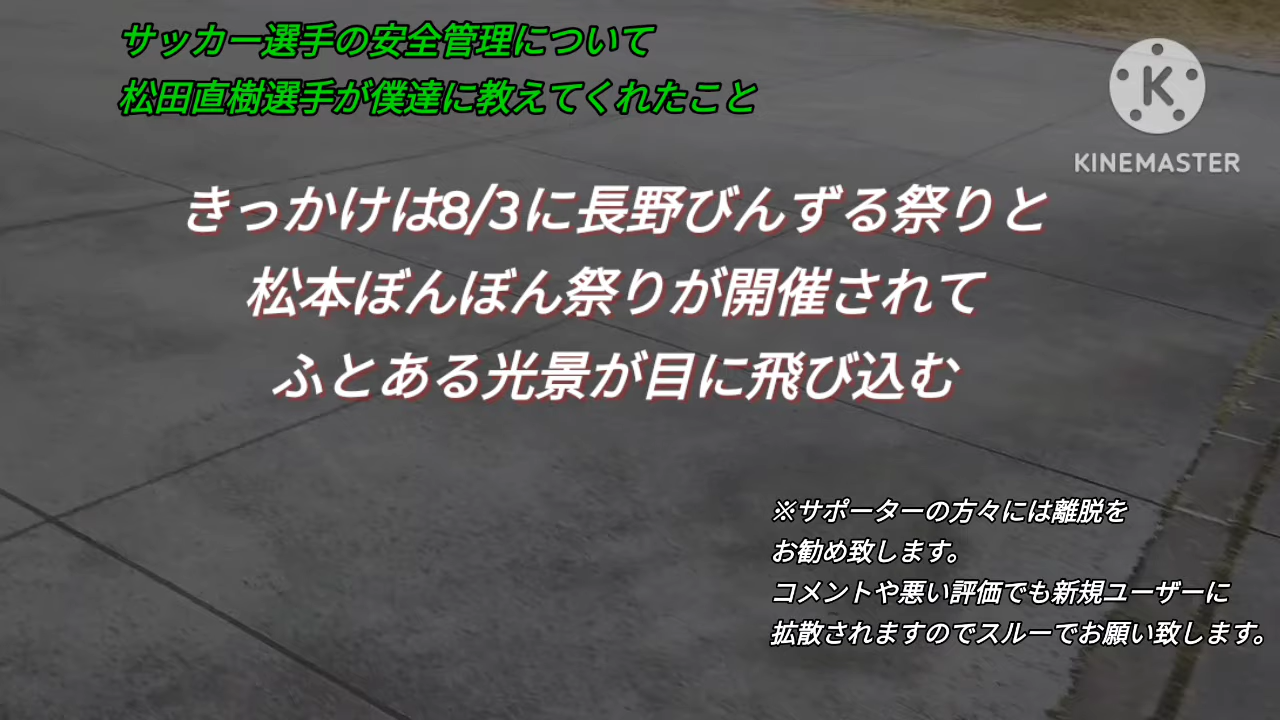 サッカー選手の安全管理について
松田直樹選手が僕達に教えてくれたこと
KINEMASTER
きっかけは8/3に長野びんずる祭りと
松本ぼんぼん祭りが開催されて
ふとある光景が目に飛び込む
※サポーターの方々には離脱を
お勧め致します。
コメントや悪い評価でも新規ユーザーに
拡散されますのでスルーでお願い致します。